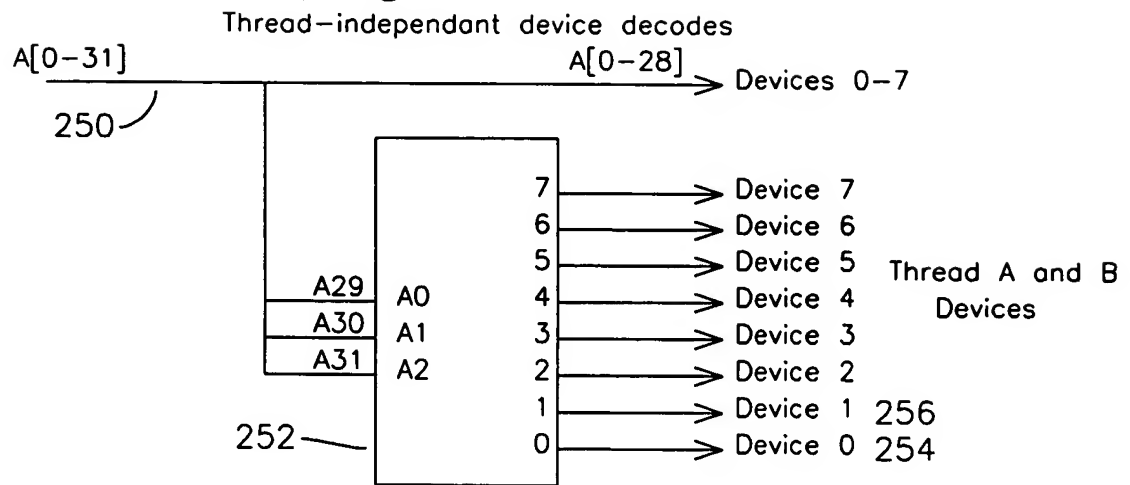 Thread-independant device decodes
A[0-31]
A[0-28]
Devices 0-7
250
7
Device 7
6
Device 6
5
Device 5
Thread A and B
Devices
A29
A0
4
Device 4
A30
A1
3
Device 3
A31
A2
2
Device 2
1
Device 1
256
252
0
Device 0
254